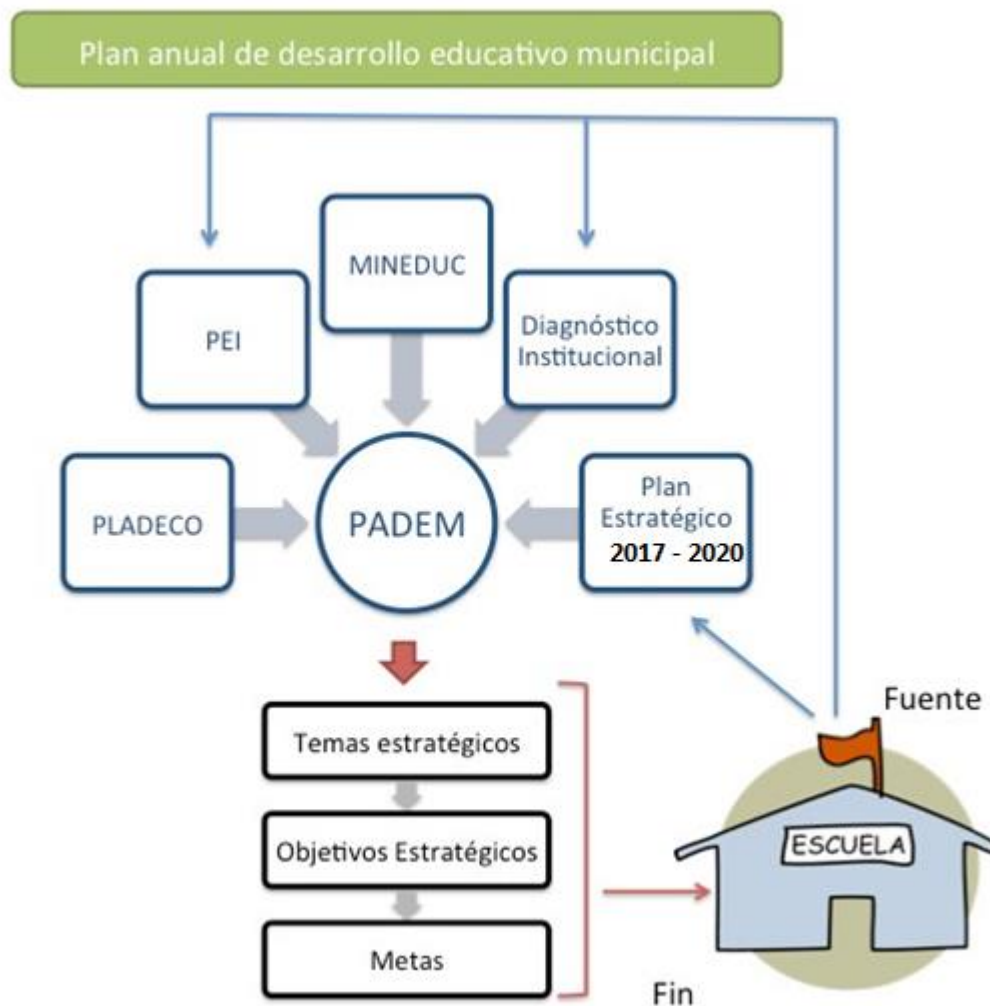 Plan anual de desarrollo educativo municipal
MINEDUC
PEI
Diagnóstico
Institucional
PLADECO
PADEM
Plan
Estratégico
2017 - 2020
Fuente
Temas estratégicos
ESCUELA
Objetivos Estratégicos
Metas
Fin